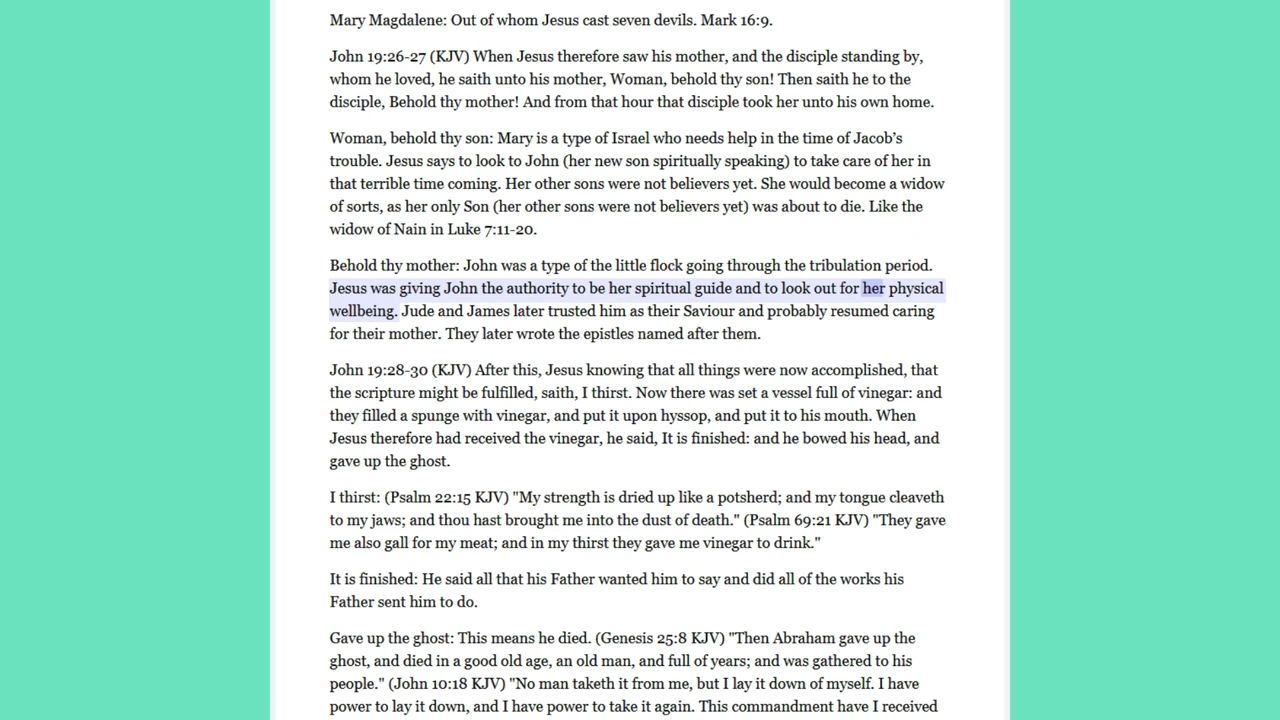 Mary Magdalene: Out of whom Jesus cast seven devils. Mark 16:9.
John 19:26-27 (KJV) When Jesus therefore saw his mother, and the disciple standing by,
whom he loved, he saith unto his mother, Woman, behold thy son! Then saith he to the
disciple, Behold thy mother! And from that hour that disciple took her unto his own home.
Woman, behold thy son: Mary is a type of Israel who needs help in the time of Jacob’s
trouble. Jesus says to look to John (her new son spiritually speaking) to take care of her in
that terrible time coming. Her other sons were not believers yet. She would become a widow
of sorts, as her only Son (her other sons were not believers yet) was about to die. Like the
widow of Nain in Luke 7:11-20.
Behold thy mother: John was a type of the little flock going through the tribulation period.
Jesus was giving John the authority to be her spiritual guide and to look out for her physical
wellbeing. Jude and James later trusted him as their Saviour and probably resumed caring
for their mother. They later wrote the epistles named after them.
John 19:28-30 (KJV) After this, Jesus knowing that all things were now accomplished, that
the scripture might be fulfilled, saith, I thirst. Now there was set a vessel full of vinegar: and
they filled a spunge with vinegar, and put it upon hyssop, and put it to his mouth. When
Jesus therefore had received the vinegar, he said, It is finished: and he bowed his head, and
gave up the ghost.
I thirst: (Psalm 22:15 KJV) "My strength is dried up like a potsherd; and my tongue cleaveth
to my jaws; and thou hast brought me into the dust of death." (Psalm 69:21 KJV) "They gave
me also gall for my meat; and in my thirst they gave me vinegar to drink."
It is finished: He said all that his Father wanted him to say and did all of the works his
Father sent him to do.
Gave up the ghost: This means he died. (Genesis 25:8 KJV) "Then Abraham gave up the
ghost, and died in a good old age, an old man, and full of years; and was gathered to his
people." (John 10:18 KJV) "No man taketh it from me, but I lay it down of myself. I have
power to lay it down, and I have power to take it again. This commandment have I received